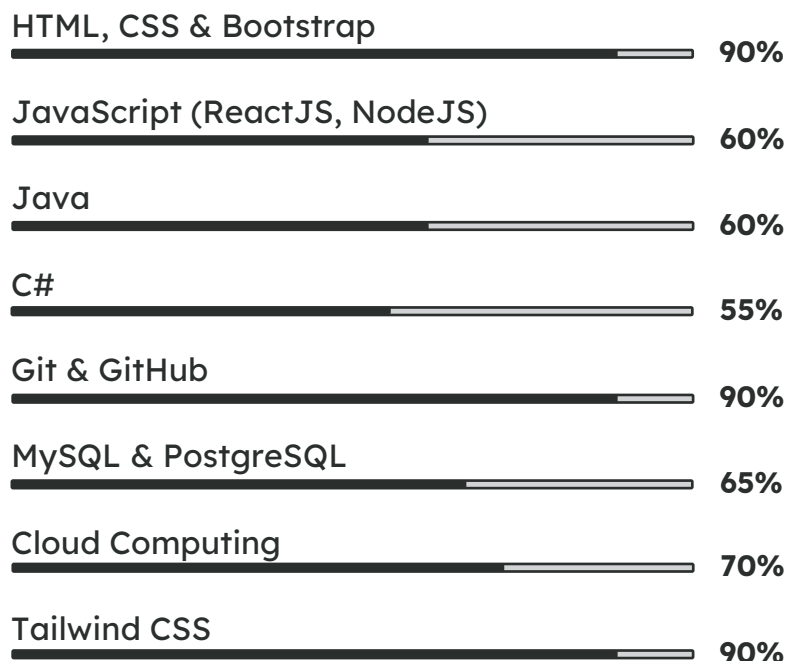 HTML, CSS & Bootstrap
90%
JavaScript (ReactJS, NodeJS)
60%
Java
60%
C#
55%
Git & GitHub
90%
MySQL & PostgreSQL
65%
Cloud Computing
70%
Tailwind CSS
90%